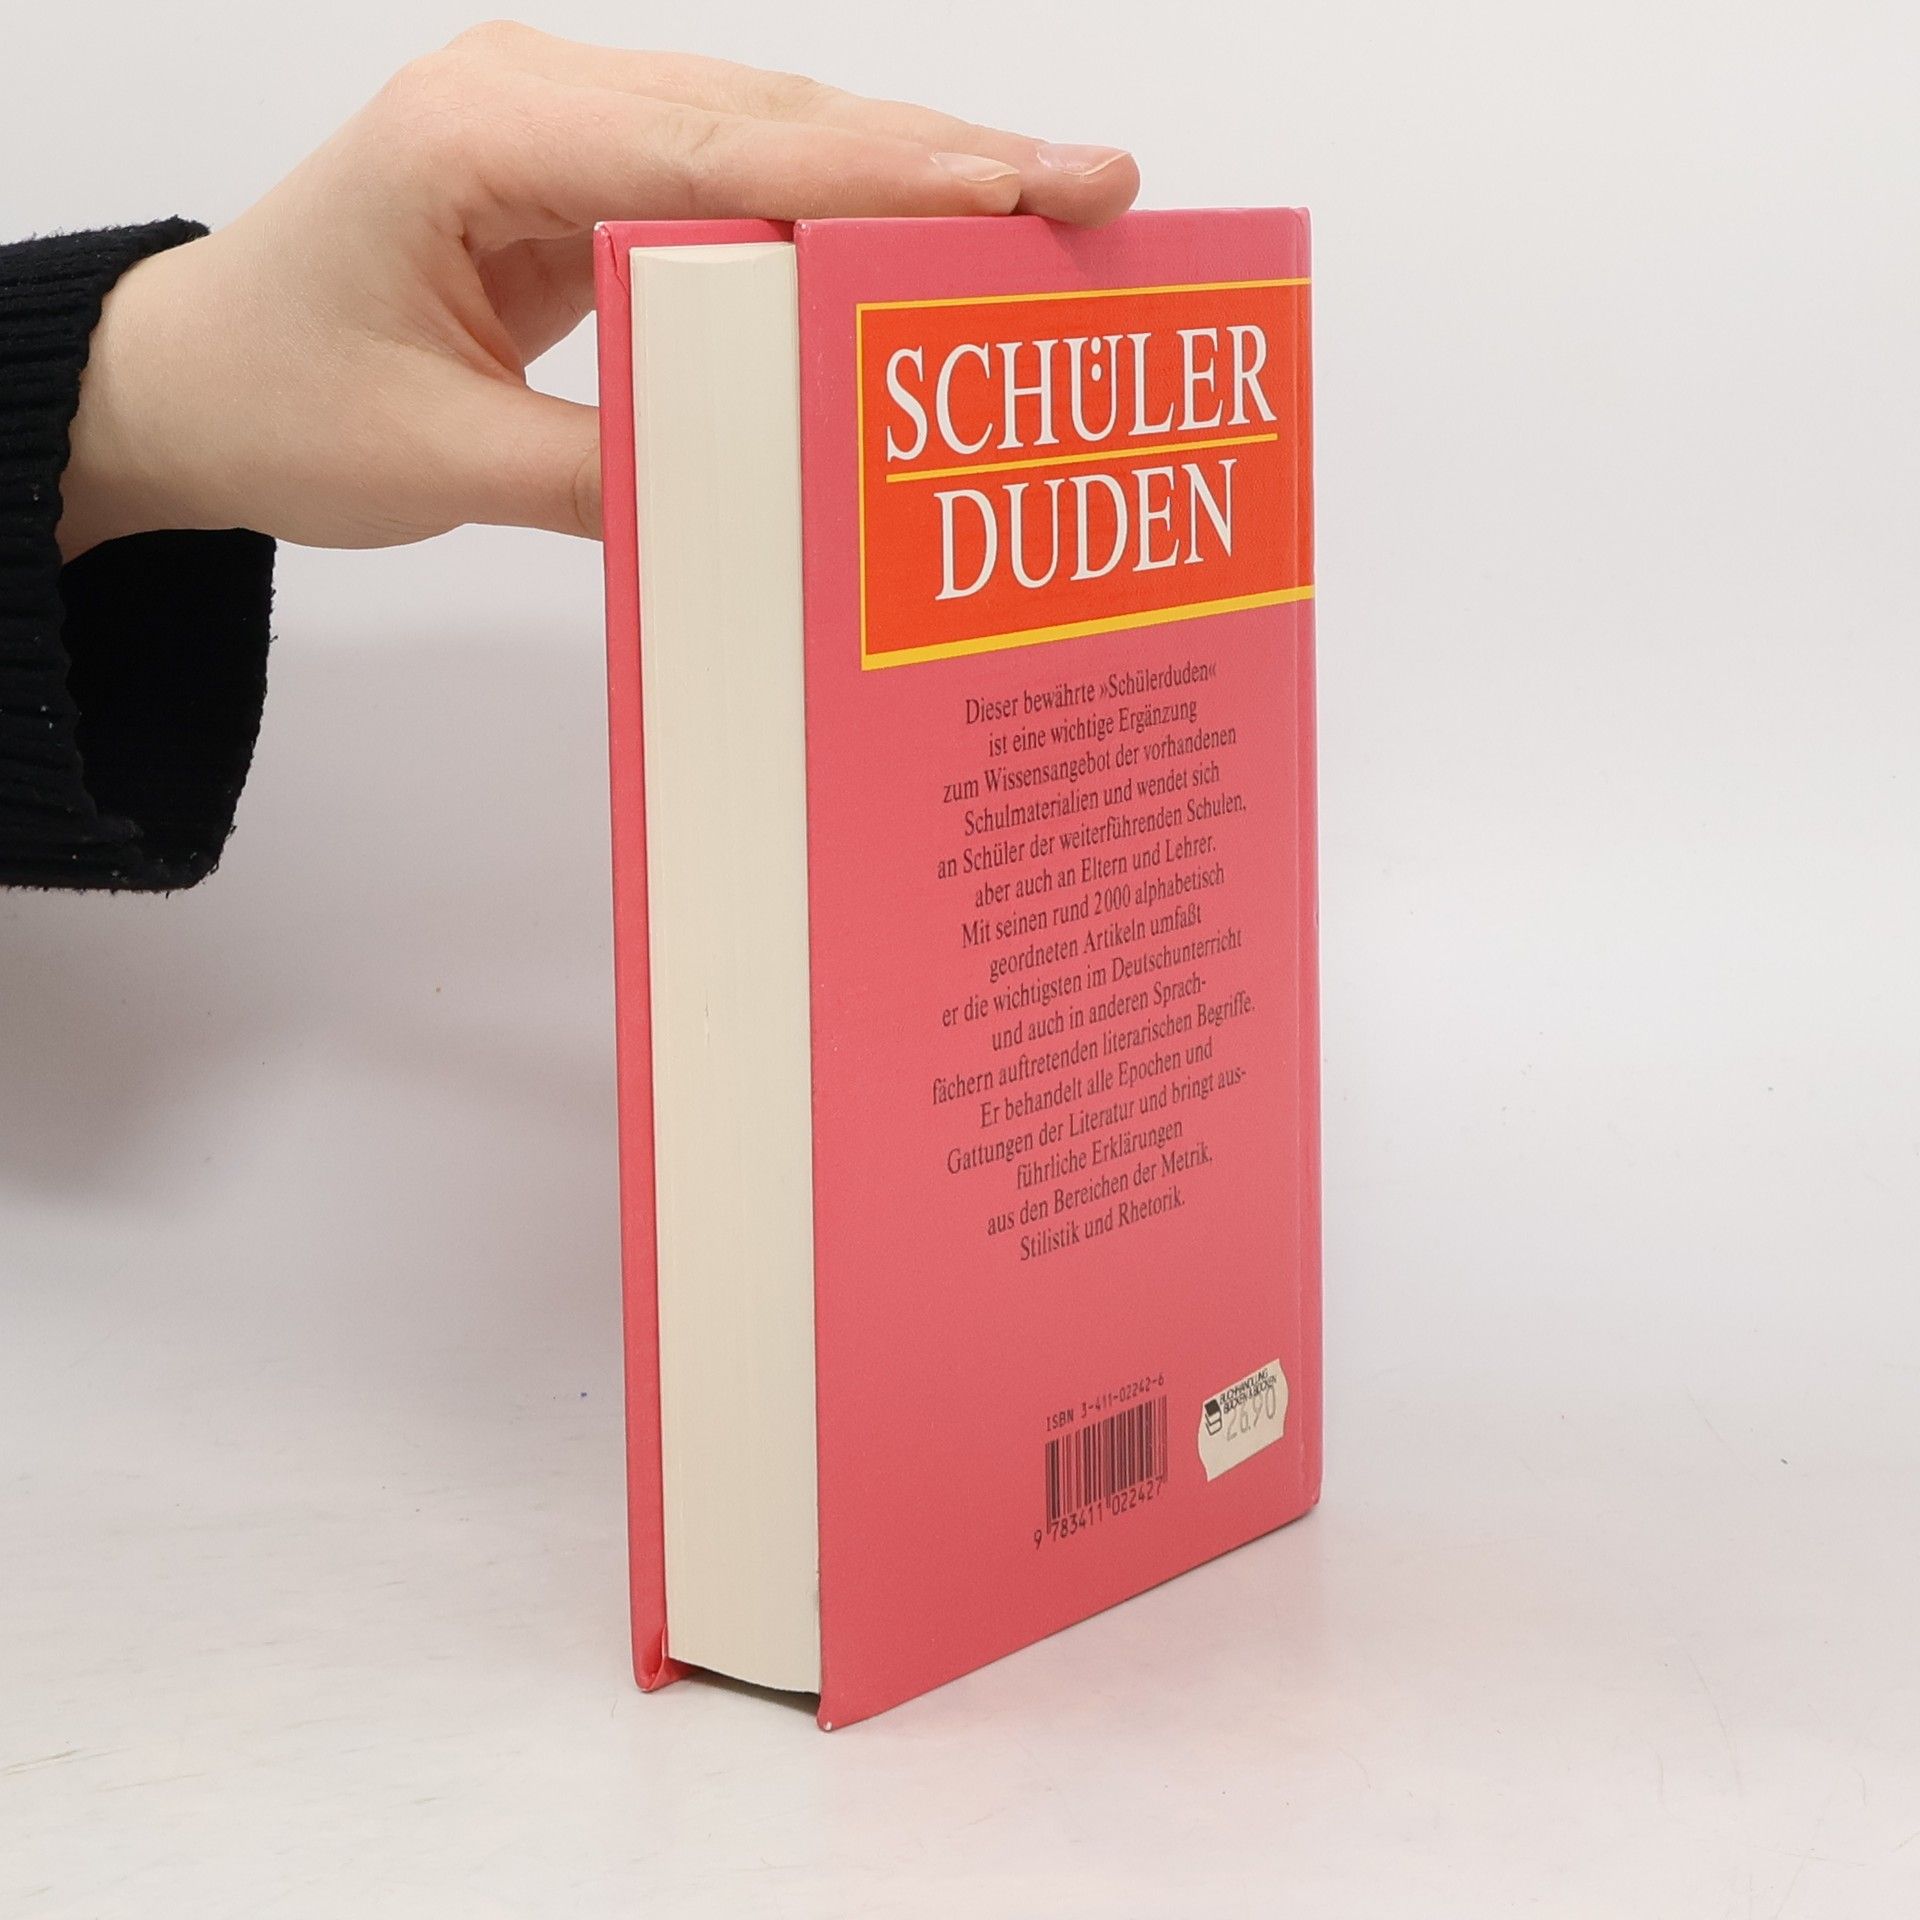 SCHÜLER
DUDEN
Dieser bewährte »Schülerduden«
ist eine wichtige Ergänzung
zum Wissensangebot der vorhandenen
Schulmaterialien und wendet sich
an Schüler der weiterführenden Schulen,
aber auch an Eltern und Lehrer.
Mit seinen rund 2000 alphabetisch
geordneten Artikeln umfaßt
er die wichtigsten im Deutschunterricht
und auch in anderen Sprach-
fächern auftretenden literarischen Begriffe.
Er behandelt alle Epochen und
Gattungen der Literatur und bringt aus-
führliche Erklärungen
aus den Bereichen der Metrik,
Stilistik und Rhetorik.
ISBN 3-411-02242-6
9 783411 022427
BUCHHANDLUNG
26.90